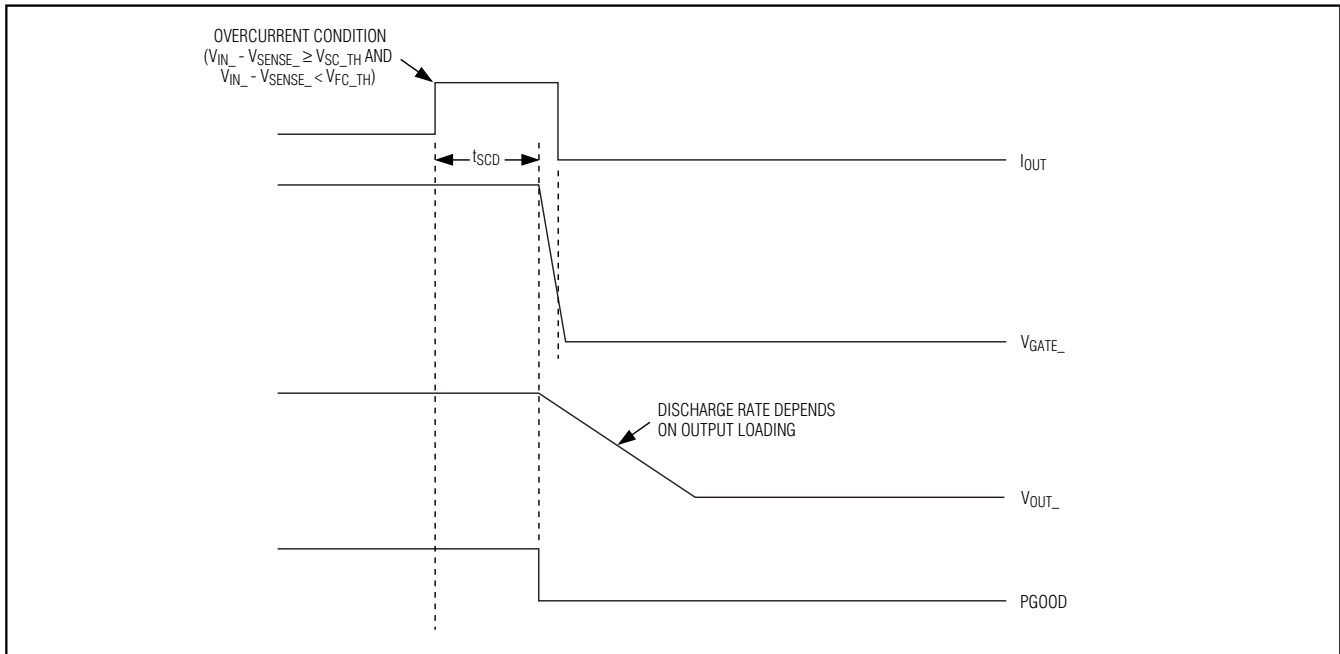 OVERCURRENT CONDITION
(VIN_ - VSENSE_ ≥ VSC_TH AND
VIN_ - VSENSE_ < VFC_TH)
tSCD
IOUT
VGATE_
DISCHARGE RATE DEPENDS
ON OUTPUT LOADING
VOUT_
PGOOD